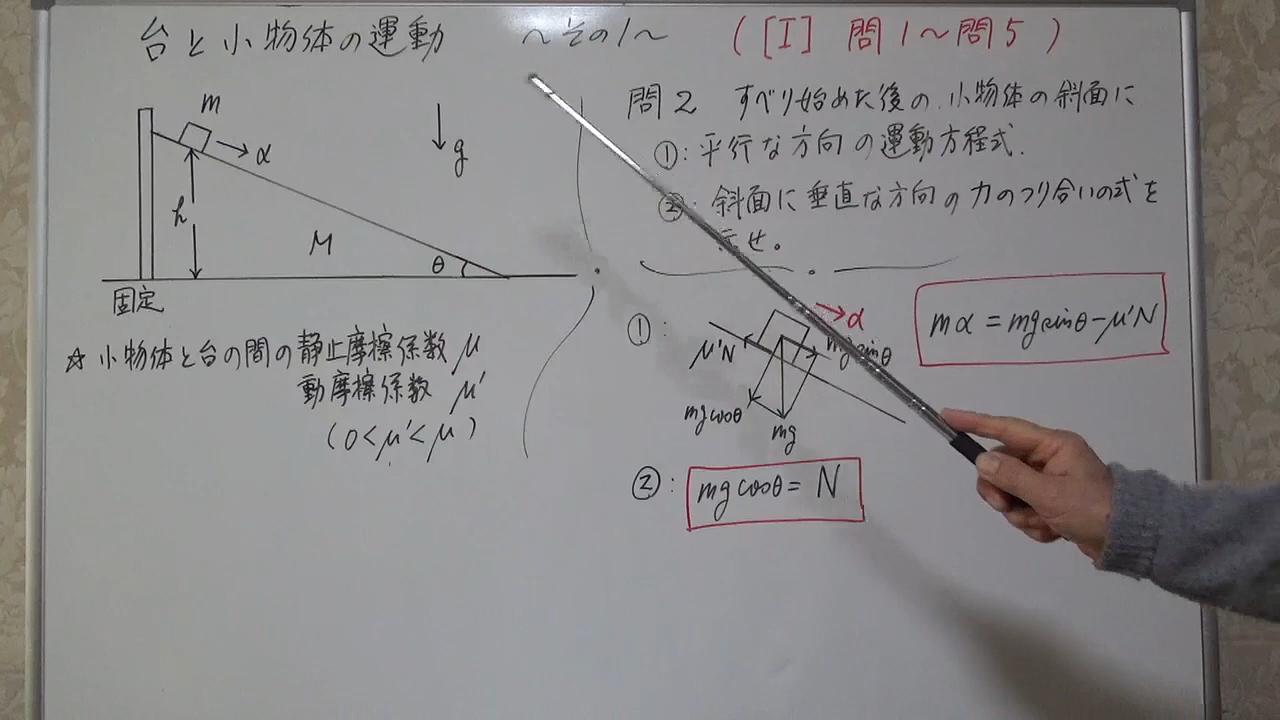 台と小物体の運動 ～その1～ ([I] 問1～問5)
m
α
g
h
M
θ
固定
☆小物体と台の間の静止摩擦係数 μ
動摩擦係数 μ'
(0<μ'<μ)
問2 すべり始めた後の、小物体の斜面に
①:平行な方向の運動方程式.
②:斜面に垂直な方向の力のつり合いの式を
示せ。
①:
α
μ'N
mg sinθ
mg cosθ
mg
mα = mg sinθ - μ'N
②: mg cosθ = N